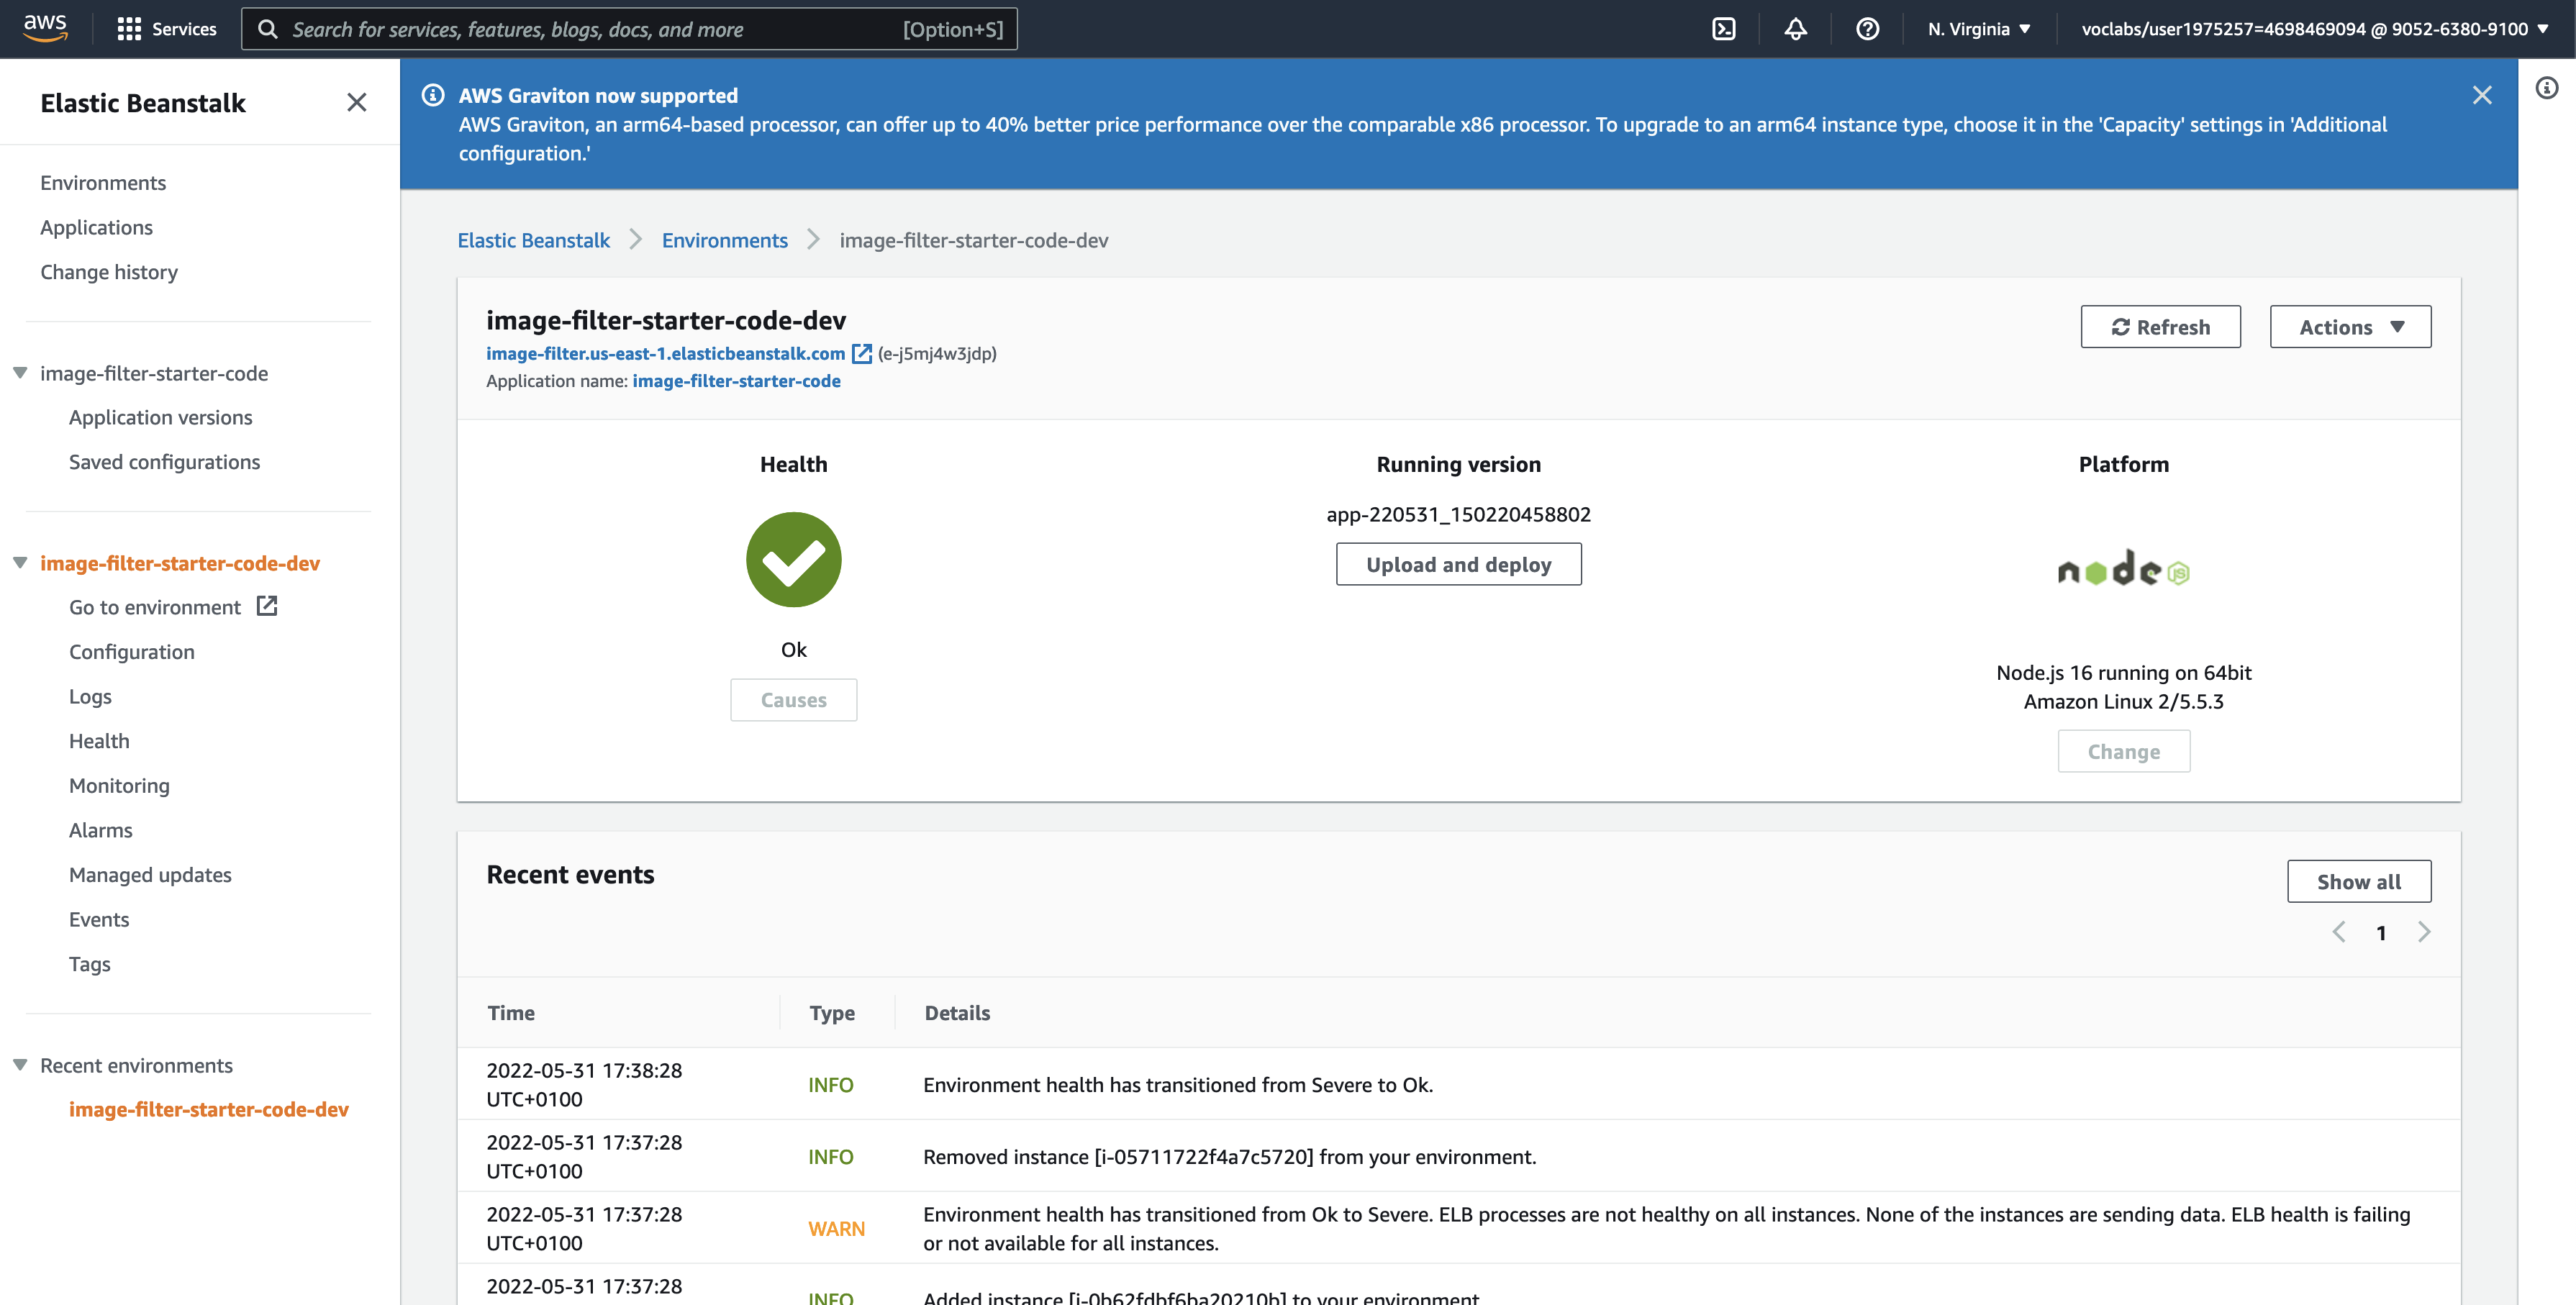 aws
Services
Search for services, features, blogs, docs, and more
[Option+S]
N. Virginia
voclabs/user1975257=4698469094 @ 9052-6380-9100
Elastic Beanstalk
Environments
Applications
Change history
image-filter-starter-code
Application versions
Saved configurations
image-filter-starter-code-dev
Go to environment
Configuration
Logs
Health
Monitoring
Alarms
Managed updates
Events
Tags
Recent environments
image-filter-starter-code-dev
AWS Graviton now supported
AWS Graviton, an arm64-based processor, can offer up to 40% better price performance over the comparable x86 processor. To upgrade to an arm64 instance type, choose it in the 'Capacity' settings in 'Additional
configuration.'
Elastic Beanstalk
Environments
image-filter-starter-code-dev
image-filter-starter-code-dev
image-filter.us-east-1.elasticbeanstalk.com (e-j5mj4w3jdp)
Application name: image-filter-starter-code
Refresh
Actions
Health
Ok
Causes
Running version
app-220531_150220458802
Upload and deploy
Platform
node JS
Node.js 16 running on 64bit
Amazon Linux 2/5.5.3
Change
Recent events
Show all
1
Time
Type
Details
2022-05-31 17:38:28
UTC+0100
INFO
Environment health has transitioned from Severe to Ok.
2022-05-31 17:37:28
UTC+0100
INFO
Removed instance [i-05711722f4a7c5720] from your environment.
2022-05-31 17:37:28
UTC+0100
WARN
Environment health has transitioned from Ok to Severe. ELB processes are not healthy on all instances. None of the instances are sending data. ELB health is failing
or not available for all instances.
2022-05-31 17:37:28
INFO
Added instance [i-0b62fdbf6ba20210b] to your environment